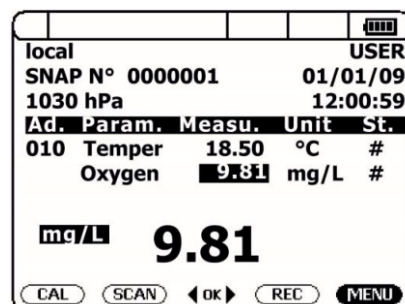 local USER
SNAP N° 0000001 01/01/09
1030 hPa 12:00:59
Ad. Param. Measu. Unit St.
010 Temper 18.50 °C #
Oxygen 9.81 mg/L #
mg/L 9.81
CAL SCAN OK REC MENU